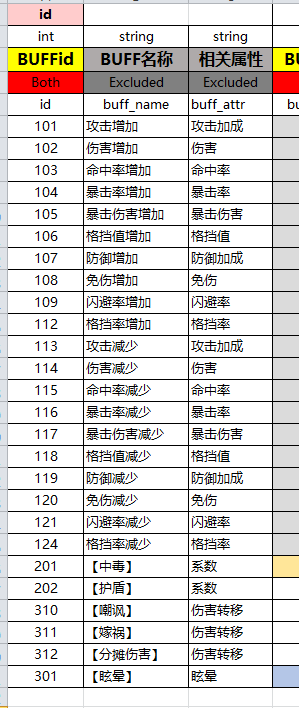 id
int string string
BUFFid BUFF名称 相关属性
Both Excluded Excluded
id buff_name buff_attr
101 攻击增加 攻击加成
102 伤害增加 伤害
103 命中率增加 命中率
104 暴击率增加 暴击率
105 暴击伤害增加 暴击伤害
106 格挡值增加 格挡值
107 防御增加 防御加成
108 免伤增加 免伤
109 闪避率增加 闪避率
112 格挡率增加 格挡率
113 攻击减少 攻击加成
114 伤害减少 伤害
115 命中率减少 命中率
116 暴击率减少 暴击率
117 暴击伤害减少 暴击伤害
118 格挡值减少 格挡值
119 防御减少 防御加成
120 免伤减少 免伤
121 闪避率减少 闪避率
124 格挡率减少 格挡率
201 【中毒】 系数
202 【护盾】 系数
310 【嘲讽】 伤害转移
311 【嫁祸】 伤害转移
312 【分摊伤害】 伤害转移
301 【眩晕】 眩晕